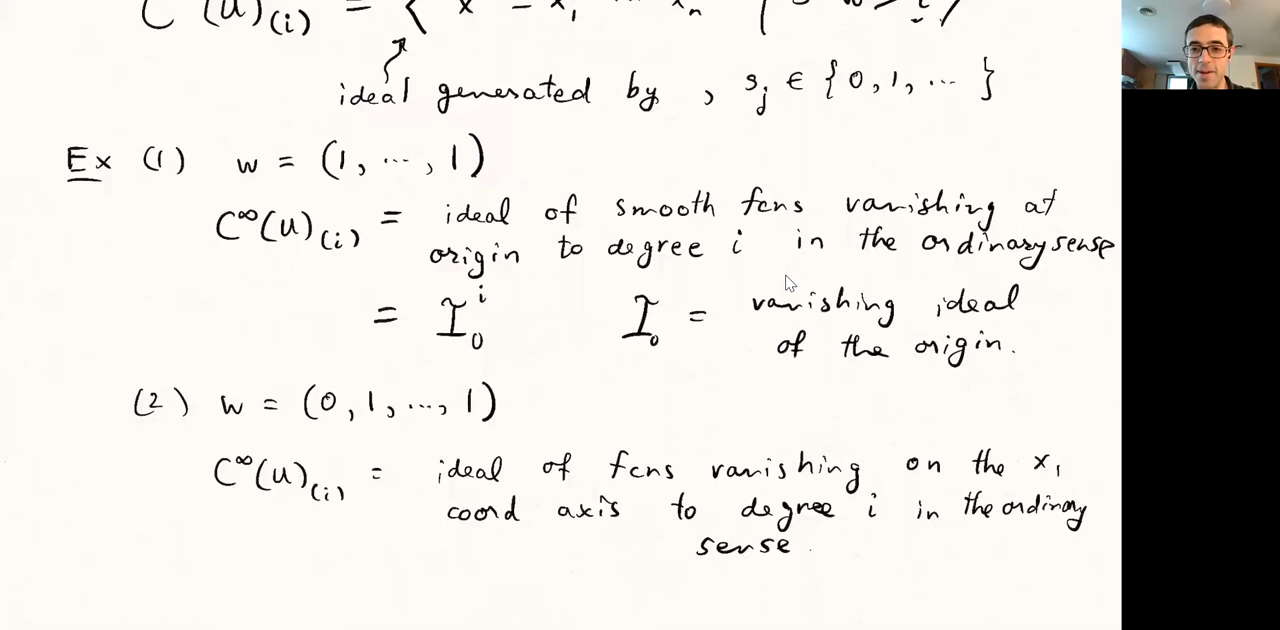 C^∞(U)_(i) = ⟨ x^s = x_1 ⋯ x_n | s·w ≥ i ⟩
ideal generated by , s_j ∈ {0,1,⋯}
Ex (1) w = (1,⋯,1)
C^∞(U)_(i) = ideal of smooth fcns vanishing at
origin to degree i in the ordinary sense
= I_0^i I_0 = vanishing ideal
of the origin.
(2) w = (0,1,⋯,1)
C^∞(U)_(i) = ideal of fcns vanishing on the x_1
coord axis to degree i in the ordinary
sense.